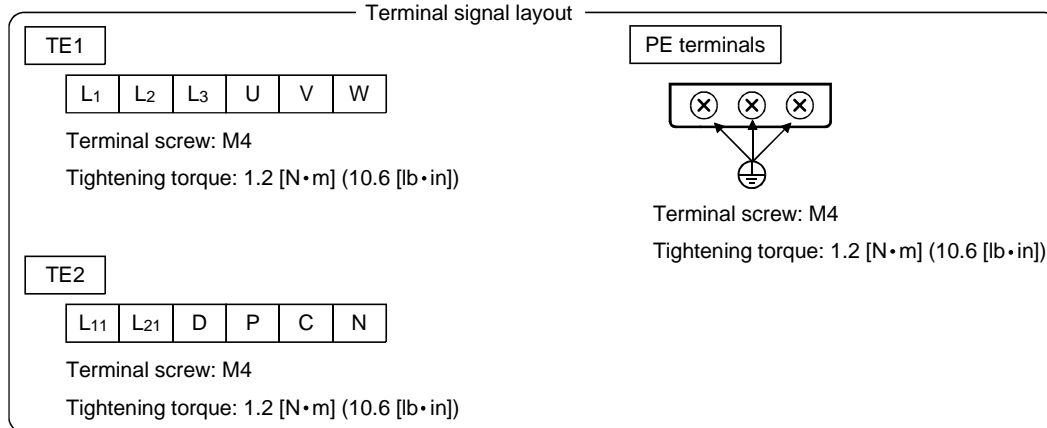 Terminal signal layout
TE1
L1 L2 L3 U V W
Terminal screw: M4
Tightening torque: 1.2 [N•m] (10.6 [lb•in])
TE2
L11 L21 D P C N
Terminal screw: M4
Tightening torque: 1.2 [N•m] (10.6 [lb•in])
PE terminals
Terminal screw: M4
Tightening torque: 1.2 [N•m] (10.6 [lb•in])